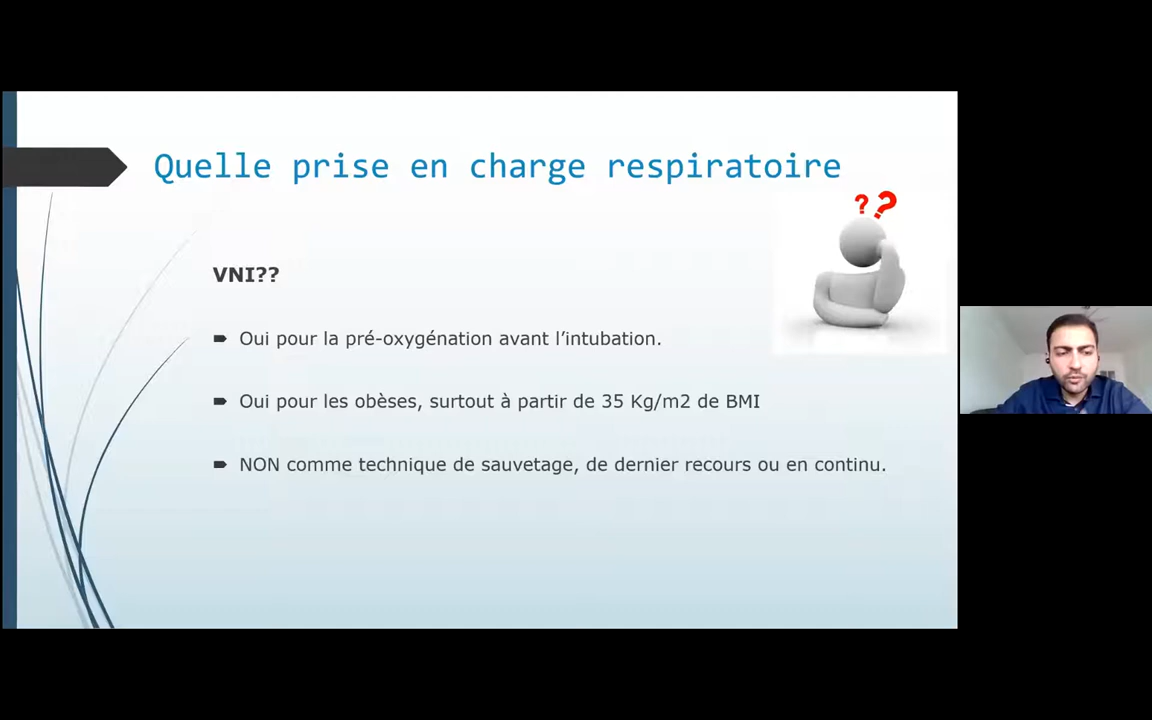 Quelle prise en charge respiratoire
??
VNI??
Oui pour la pré-oxygénation avant l’intubation.
Oui pour les obèses, surtout à partir de 35 Kg/m2 de BMI
NON comme technique de sauvetage, de dernier recours ou en continu.